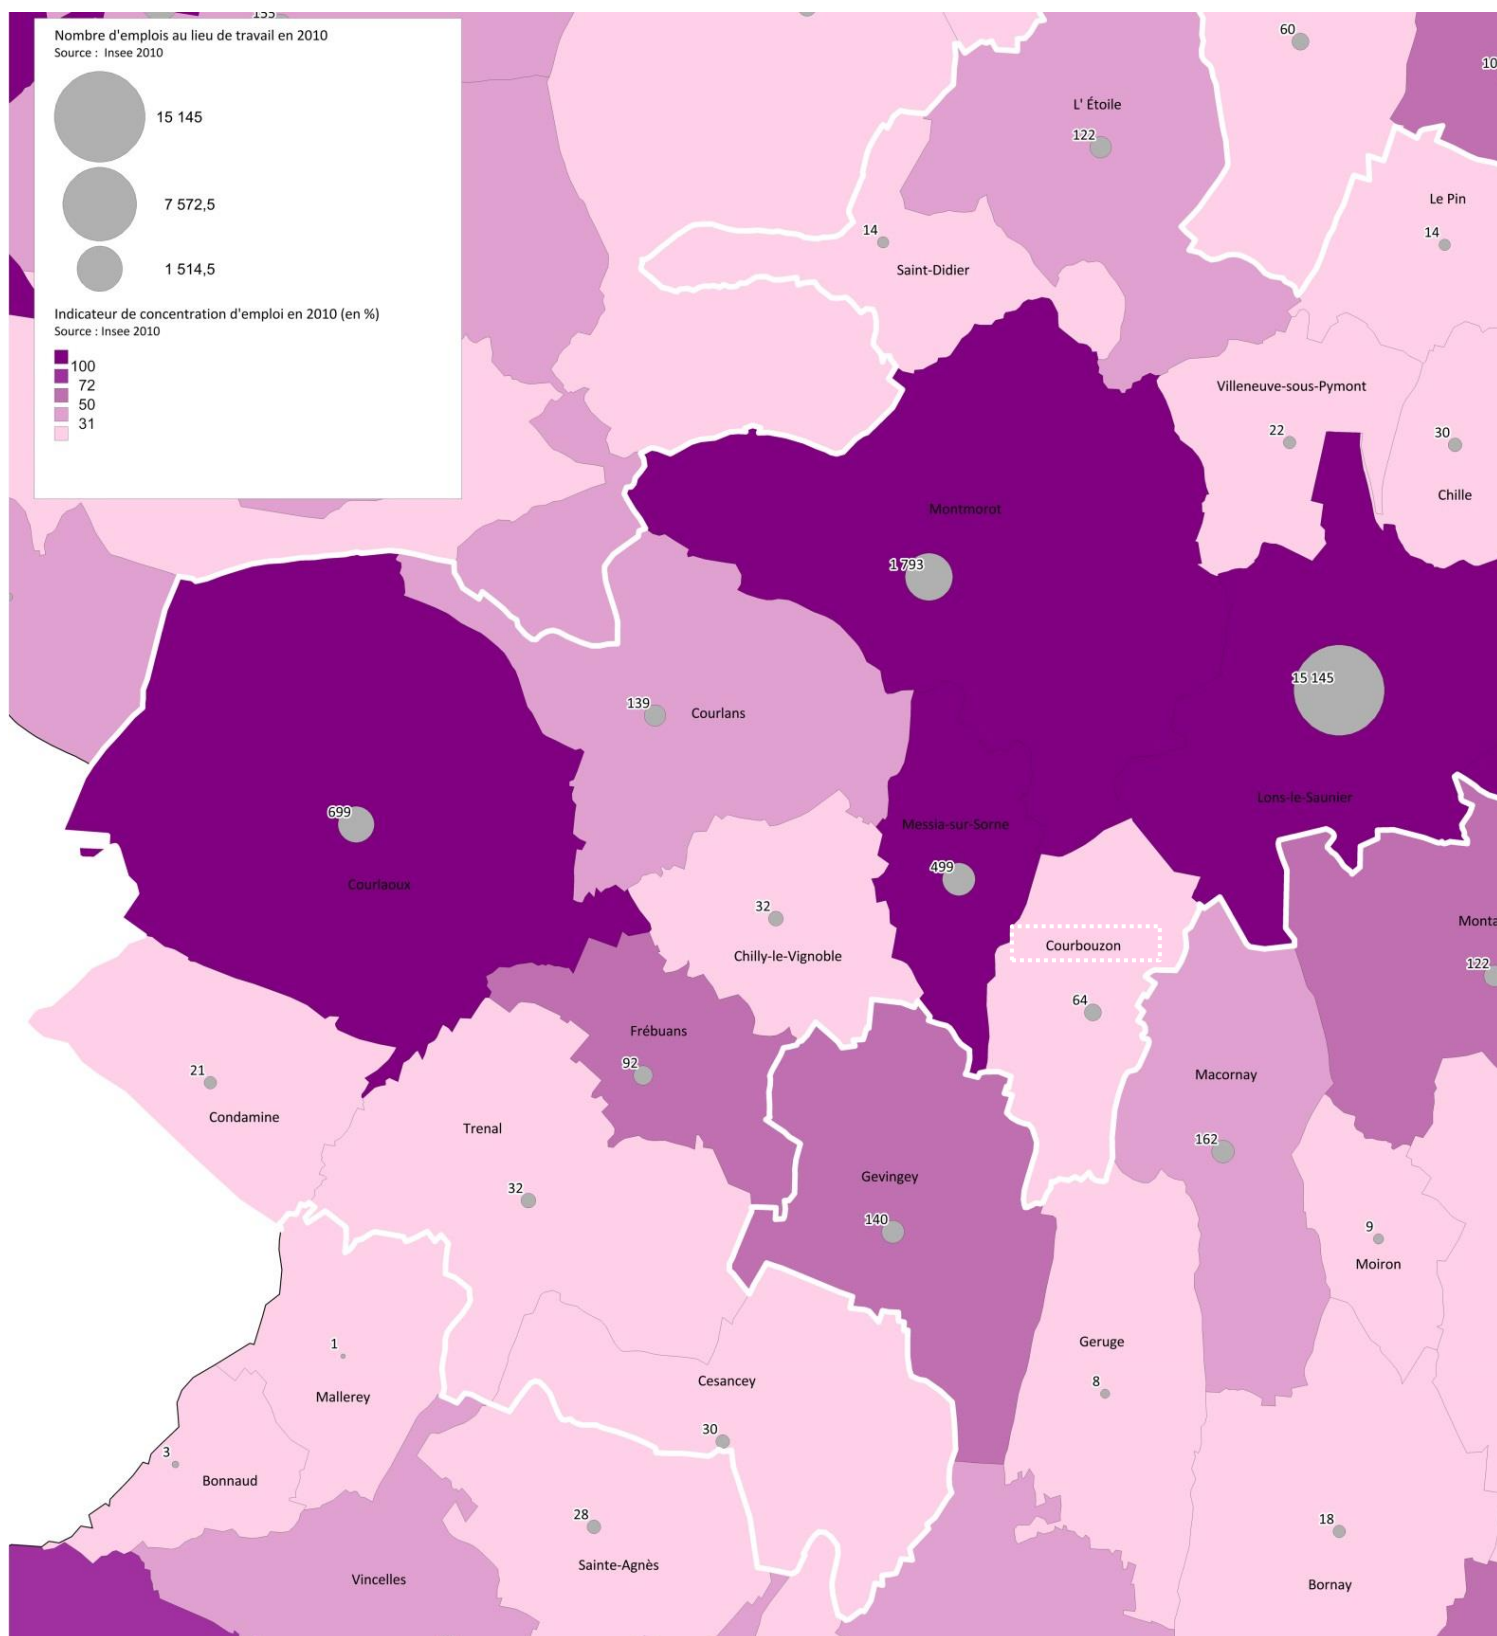 155
Nombre d'emplois au lieu de travail en 2010
Source : Insee 2010
15 145
7 572,5
1 514,5
Indicateur de concentration d'emploi en 2010 (en %)
Source : Insee 2010
100
72
50
31
60
10
L' Étoile
122
Le Pin
14
14
Saint-Didier
Villeneuve-sous-Pymont
22
30
Chille
Montmorot
1 793
15 145
Lons-le-Saunier
139
Courlans
699
Courlaoux
Messia-sur-Sorne
499
32
Chilly-le-Vignoble
Courbouzon
64
Monta
122
Frébuans
92
21
Condamine
Trenal
32
Macornay
162
Gevingey
140
9
Moiron
1
Mallerey
Geruge
8
Cesancey
30
3
Bonnaud
28
Sainte-Agnès
18
Bornay
Vincelles